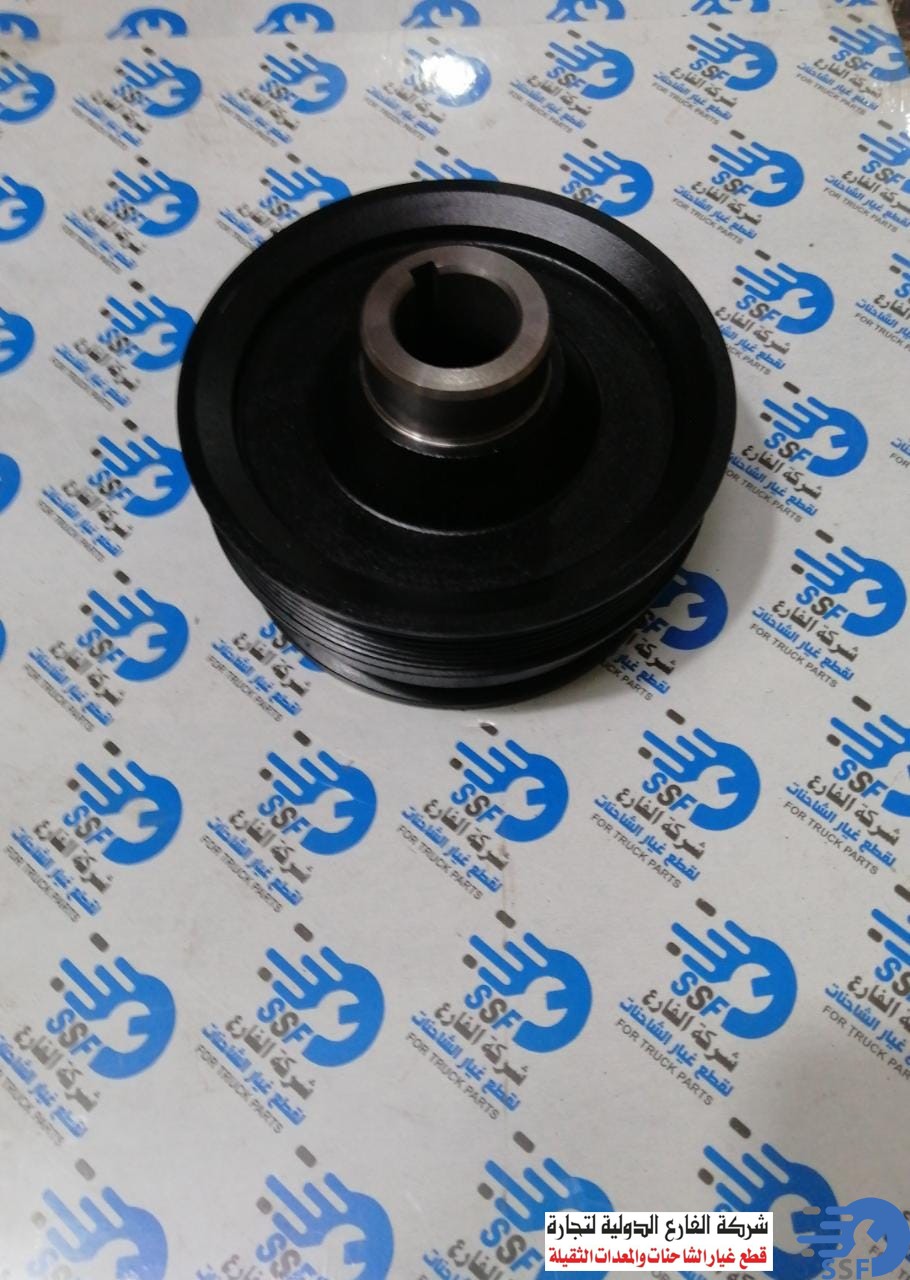 SSF
شركة الفارع
لقطع غيار الشاحنات
FOR TRUCK PARTS
شركة الفارع الدولية لتجارة
قطع غيار الشاحنات والمعدات الثقيلة
SSF